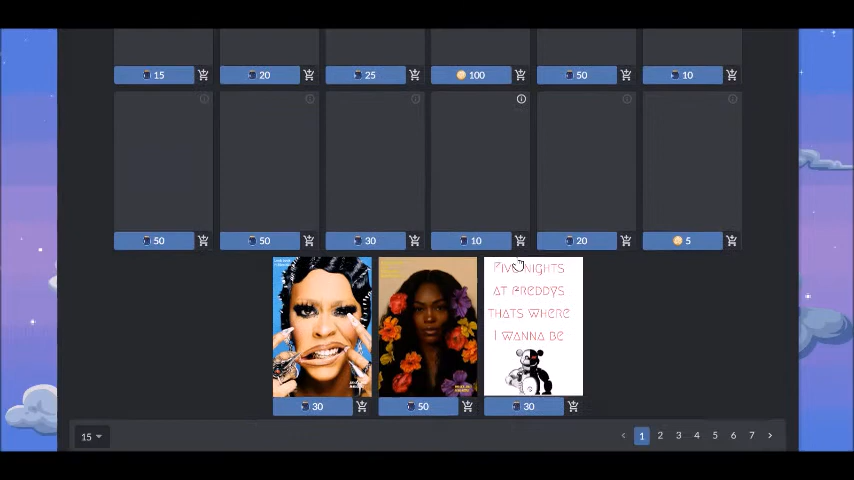 15 20 25 100 50 10
50 50 30 10 20 5
FIVE NIGHTS
AT FREDDYS
THATS WHERE
I WANNA BE
30 50 30
15 1 2 3 4 5 6 7